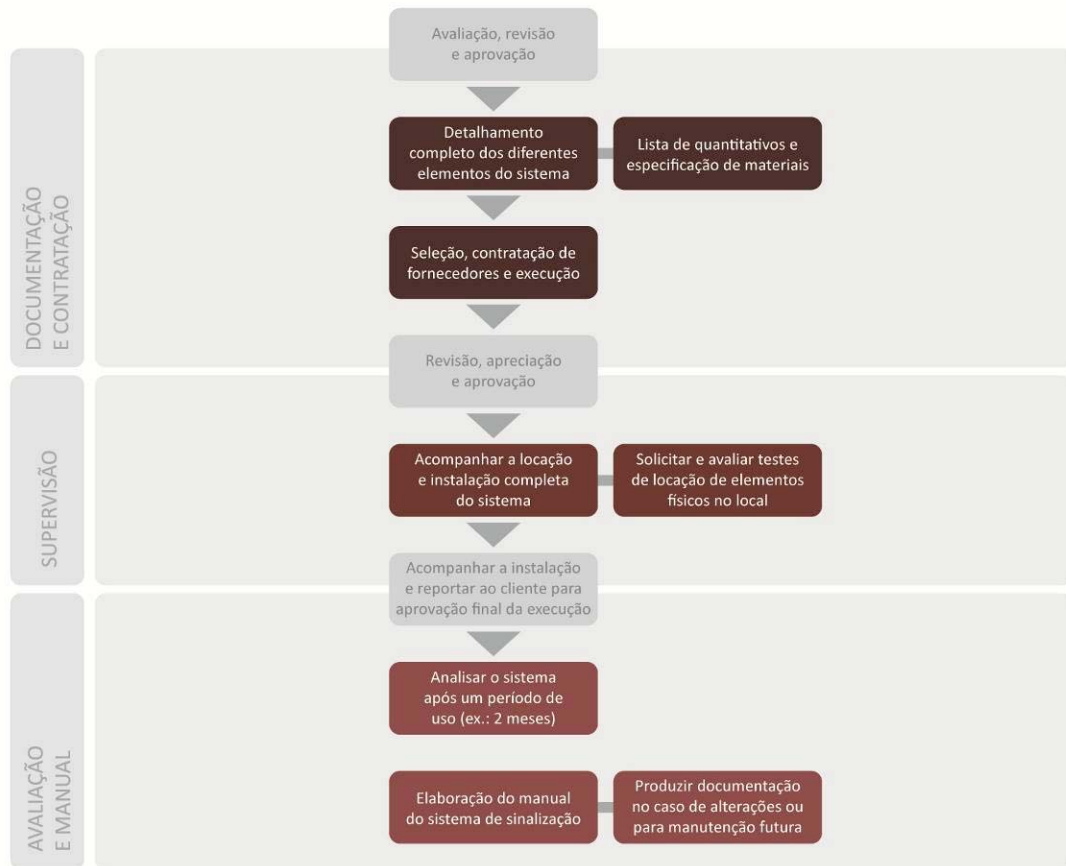 Avaliação, revisão
e aprovação
DOCUMENTAÇÃO
E CONTRATAÇÃO
Detalhamento
completo dos diferentes
elementos do sistema
Lista de quantitativos e
especificação de materiais
Seleção, contratação de
fornecedores e execução
Revisão, apreciação
e aprovação
SUPERVISÃO
Acompanhar a locação
e instalação completa
do sistema
Solicitar e avaliar testes
de locação de elementos
físicos no local
Acompanhar a instalação
e reportar ao cliente para
aprovação final da execução
AVALIAÇÃO
E MANUAL
Analisar o sistema
após um período de
uso (ex.: 2 meses)
Elaboração do manual
do sistema de sinalização
Produzir documentação
no caso de alterações ou
para manutenção futura